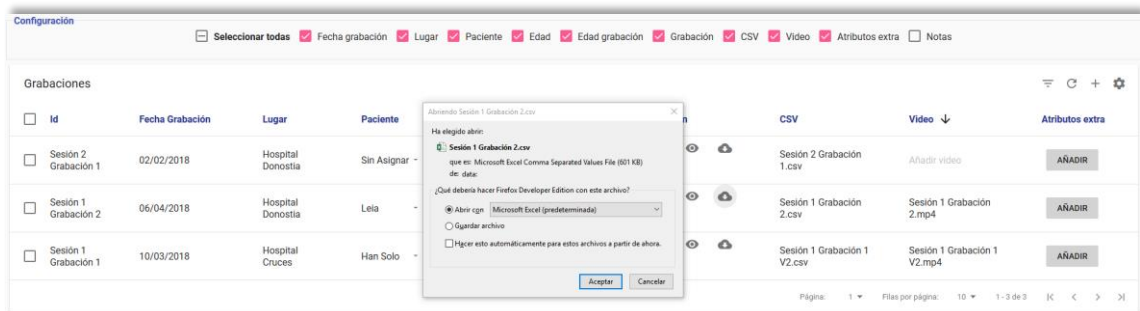 Configuración
Seleccionar todas Fecha grabación Lugar Paciente Edad Edad grabación Grabación CSV Video Atributos extra Notas
Grabaciones
Id Fecha Grabación Lugar Paciente CSV Video Atributos extra
Sesión 2 Grabación 1 02/02/2018 Hospital Donostia Sin Asignar Sesión 2 Grabación 1.csv Añadir video AÑADIR
Sesión 1 Grabación 2 06/04/2018 Hospital Donostia Leia Sesión 1 Grabación 2.csv Sesión 1 Grabación 2.mp4 AÑADIR
Sesión 1 Grabación 1 10/03/2018 Hospital Cruces Han Solo Sesión 1 Grabación 1 V2.csv Sesión 1 Grabación 1 V2.mp4 AÑADIR
Abriendo Sesión 1 Grabación 2.csv
Ha elegido abrir:
Sesión 1 Grabación 2.csv
que es: Microsoft Excel Comma Separated Values File (601 KB)
de: data:
¿Qué debería hacer Firefox Developer Edition con este archivo?
Abrir con Microsoft Excel (predeterminada)
Guardar archivo
Hacer esto automáticamente para estos archivos a partir de ahora.
Aceptar Cancelar
Página: 1 Filas por página: 10 1 - 3 de 3